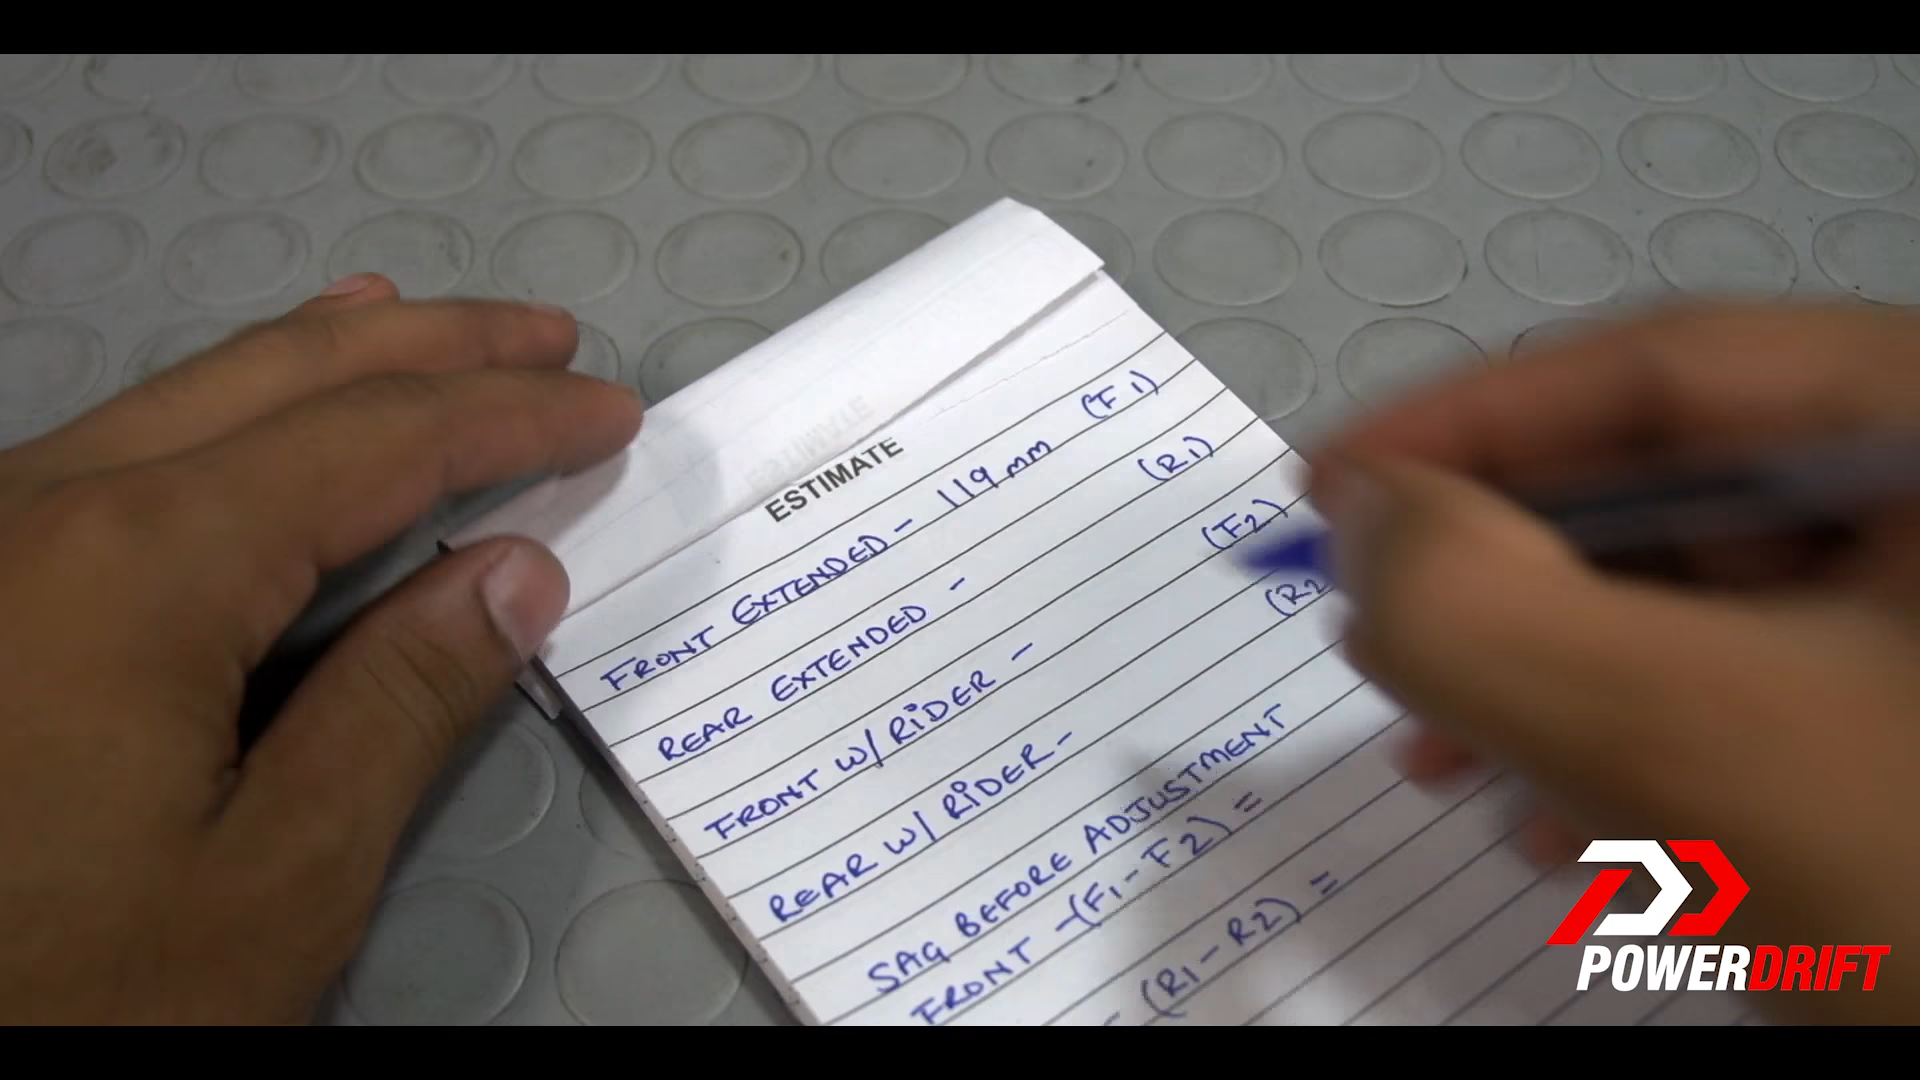 ESTIMATE
FRONT EXTENDED - 119 mm (F1)
REAR EXTENDED - (R1)
FRONT W/ RIDER - (F2)
REAR W/ RIDER - (R2
SAG BEFORE ADJUSTMENT
FRONT - (F1 - F2) =
- (R1 - R2) =
POWERDRIFT